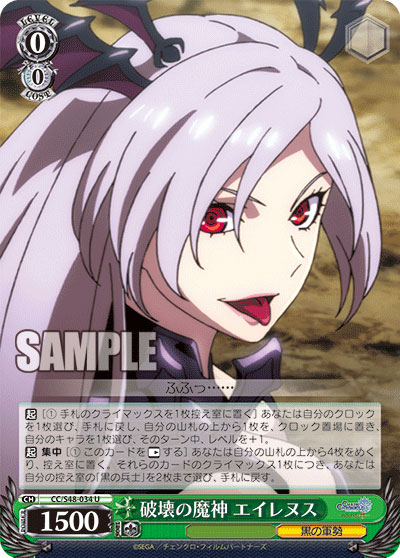 LEVEL
0
0
COST
SAMPLE
ふふっ……
起 [① 手札のクライマックスを1枚控え室に置く] あなたは自分のクロック
を1枚選び、手札に戻し、自分の山札の上から1枚を、クロック置場に置き、
自分のキャラを1枚選び、そのターン中、レベルを+1。
起 集中 [① このカードを する] あなたは自分の山札の上から4枚をめく
り、控え室に置く。それらのカードのクライマックス1枚につき、あなたは自
分の控え室の「黒の兵士」を2枚まで選び、手札に戻す。
CH CC/S48-034 U
1500
破壊の魔神 エイレヌス
黒の軍勢
©SEGA/チェンクロ・フィルムパートナーズ